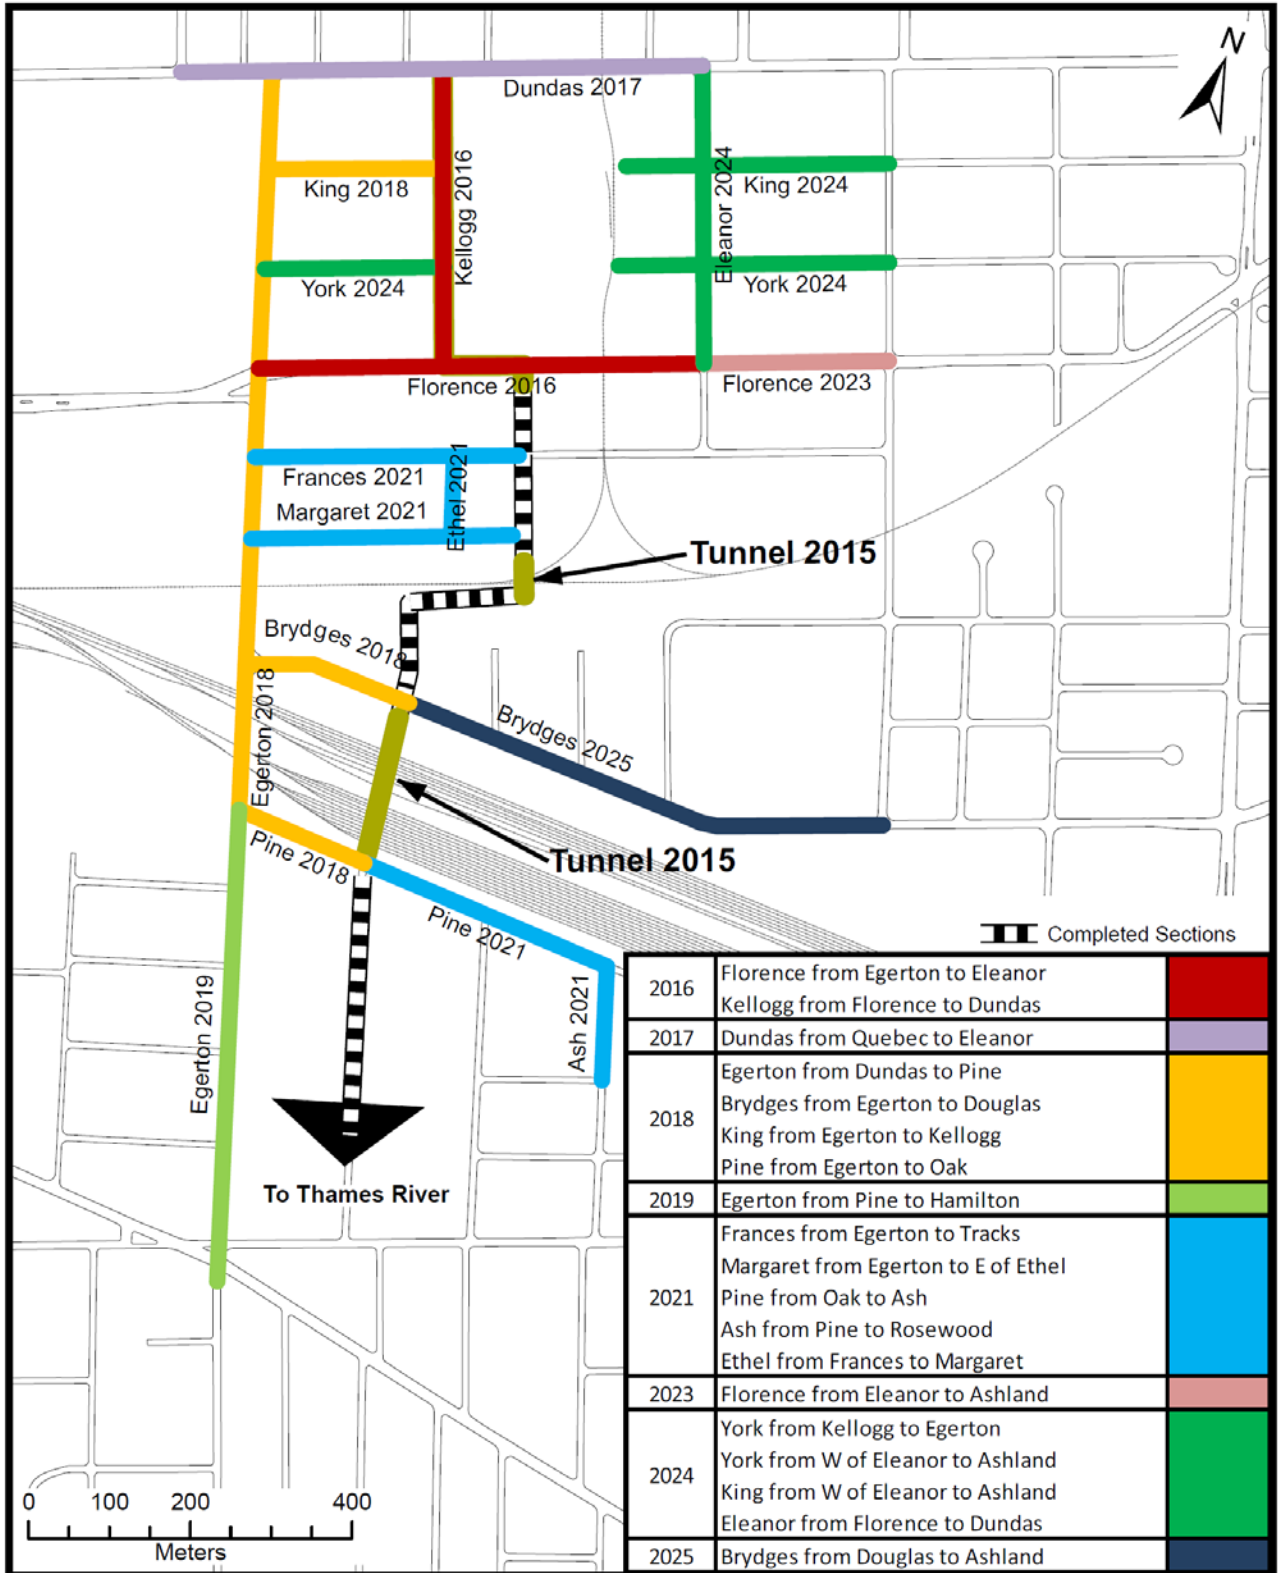 N
Dundas 2017
King 2018
Kellogg 2016
Eleanor 2024
King 2024
York 2024
York 2024
Florence 2016
Florence 2023
Frances 2021
Ethel 2021
Margaret 2021
Tunnel 2015
Brydges 2018
Egerton 2018
Brydges 2025
Pine 2018
Tunnel 2015
Pine 2021
Completed Sections
Egerton 2019
Ash 2021
To Thames River
2016
Florence from Egerton to Eleanor
Kellogg from Florence to Dundas
2017
Dundas from Quebec to Eleanor
2018
Egerton from Dundas to Pine
Brydges from Egerton to Douglas
King from Egerton to Kellogg
Pine from Egerton to Oak
2019
Egerton from Pine to Hamilton
2021
Frances from Egerton to Tracks
Margaret from Egerton to E of Ethel
Pine from Oak to Ash
Ash from Pine to Rosewood
Ethel from Frances to Margaret
2023
Florence from Eleanor to Ashland
2024
York from Kellogg to Egerton
York from W of Eleanor to Ashland
King from W of Eleanor to Ashland
Eleanor from Florence to Dundas
2025
Brydges from Douglas to Ashland
0 100 200 400
Meters